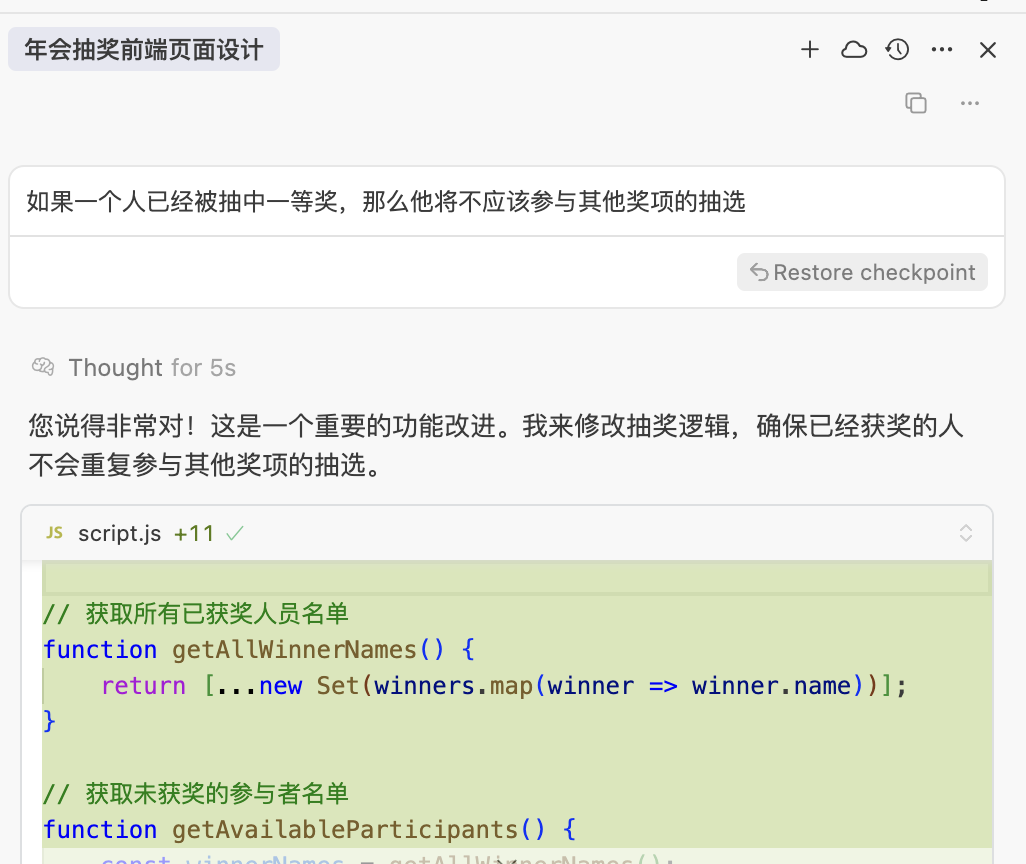 年会抽奖前端页面设计
如果一个人已经被抽中一等奖，那么他将不应该参与其他奖项的抽选
Restore checkpoint
Thought for 5s
您说得非常对！这是一个重要的功能改进。我来修改抽奖逻辑，确保已经获奖的人
不会重复参与其他奖项的抽选。
JS script.js +11
// 获取所有已获奖人员名单
function getAllWinnerNames() {
    return [...new Set(winners.map(winner => winner.name))];
}
// 获取未获奖的参与者名单
function getAvailableParticipants() {
    const winnerNames = getAllWinnerNames();